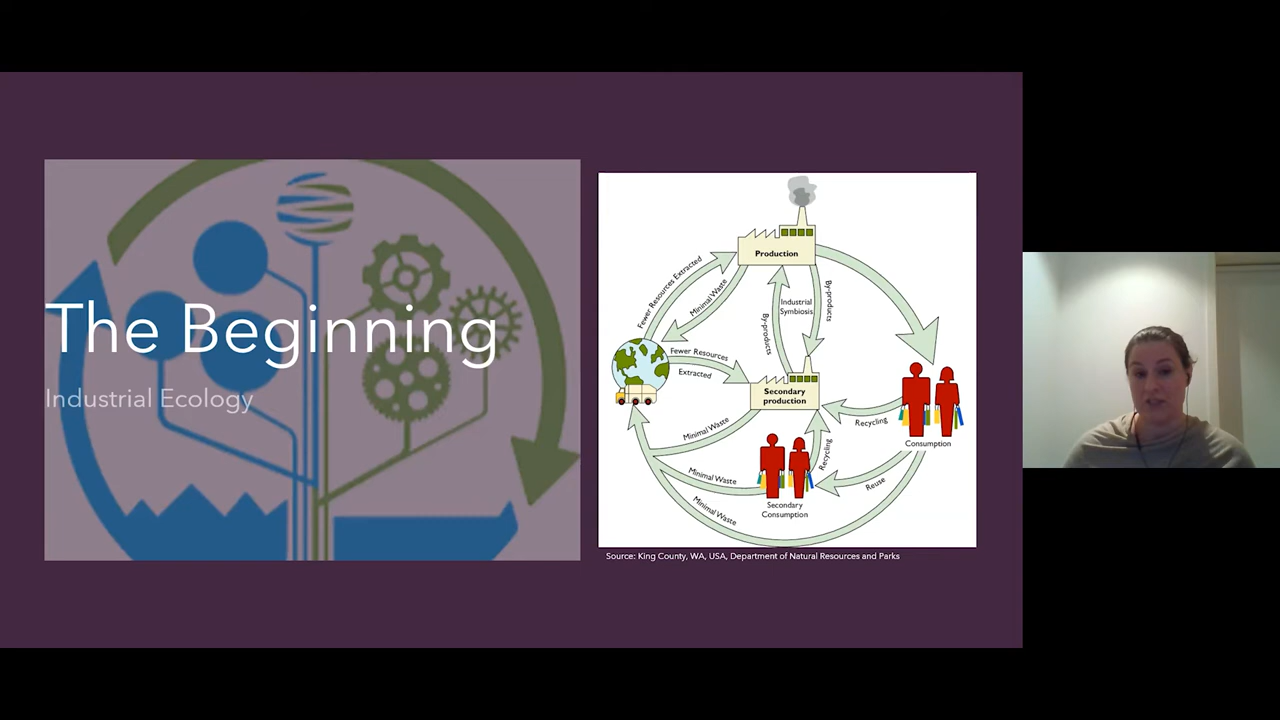 The Beginning
Industrial Ecology
Production
Fewer Resources Extracted
Minimal Waste
By-products
Industrial
Symbiosis
By-products
Fewer Resources
Extracted
Secondary
production
Minimal Waste
Recycling
Consumption
Recycling
Reuse
Minimal Waste
Secondary
Consumption
Minimal Waste
Source: King County, WA, USA, Department of Natural Resources and Parks